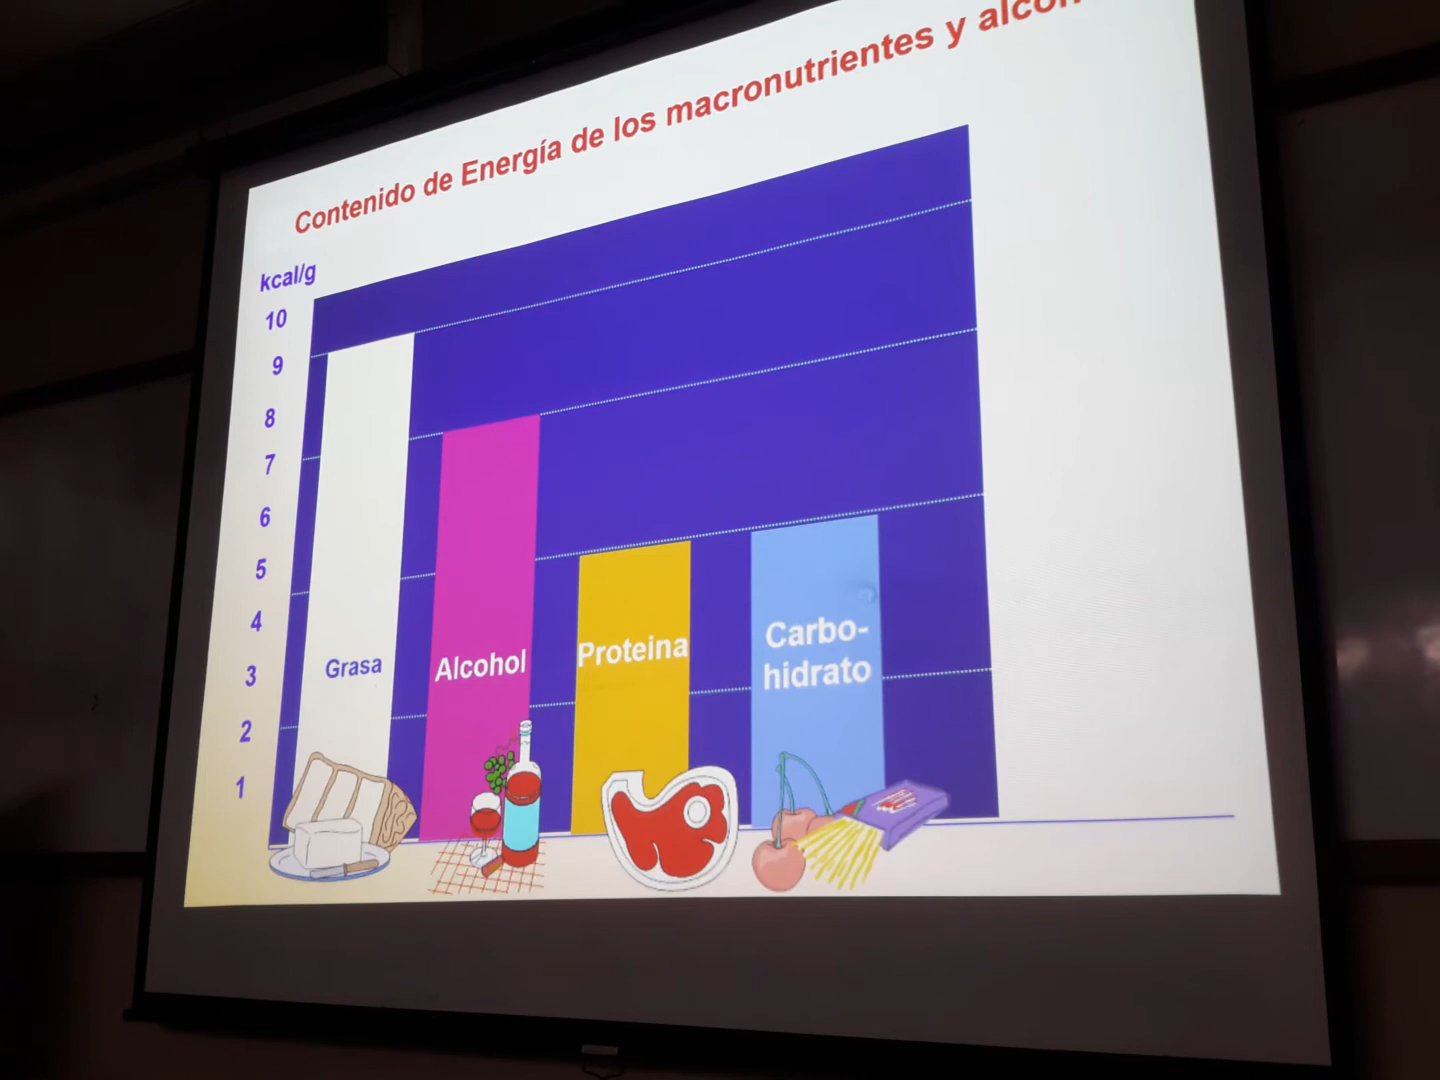 Contenido de Energía de los macronutrientes y
kcal/g
10
9
8
7
6
5
4
3
2
1
Grasa
Alcohol
Proteina
Carbo-
hidrato